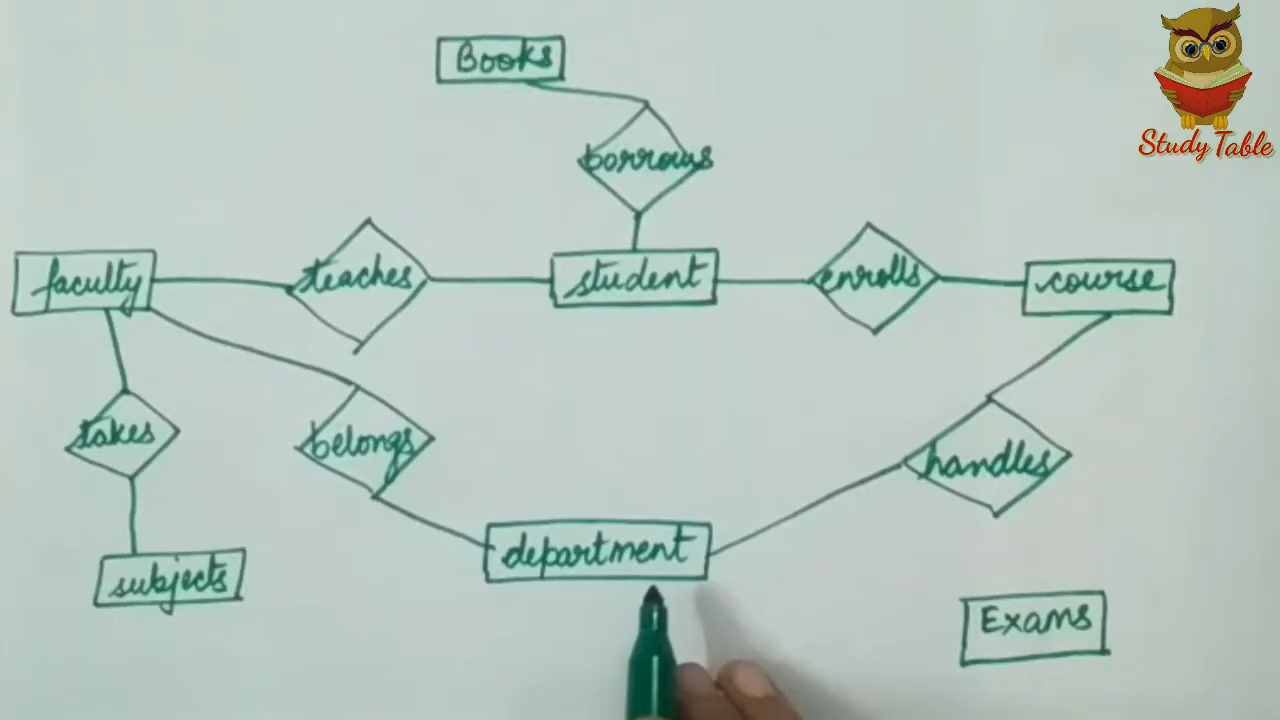 Books
Study Table
borrows
faculty
teaches
student
enrolls
course
takes
belongs
handles
department
subjects
Exams